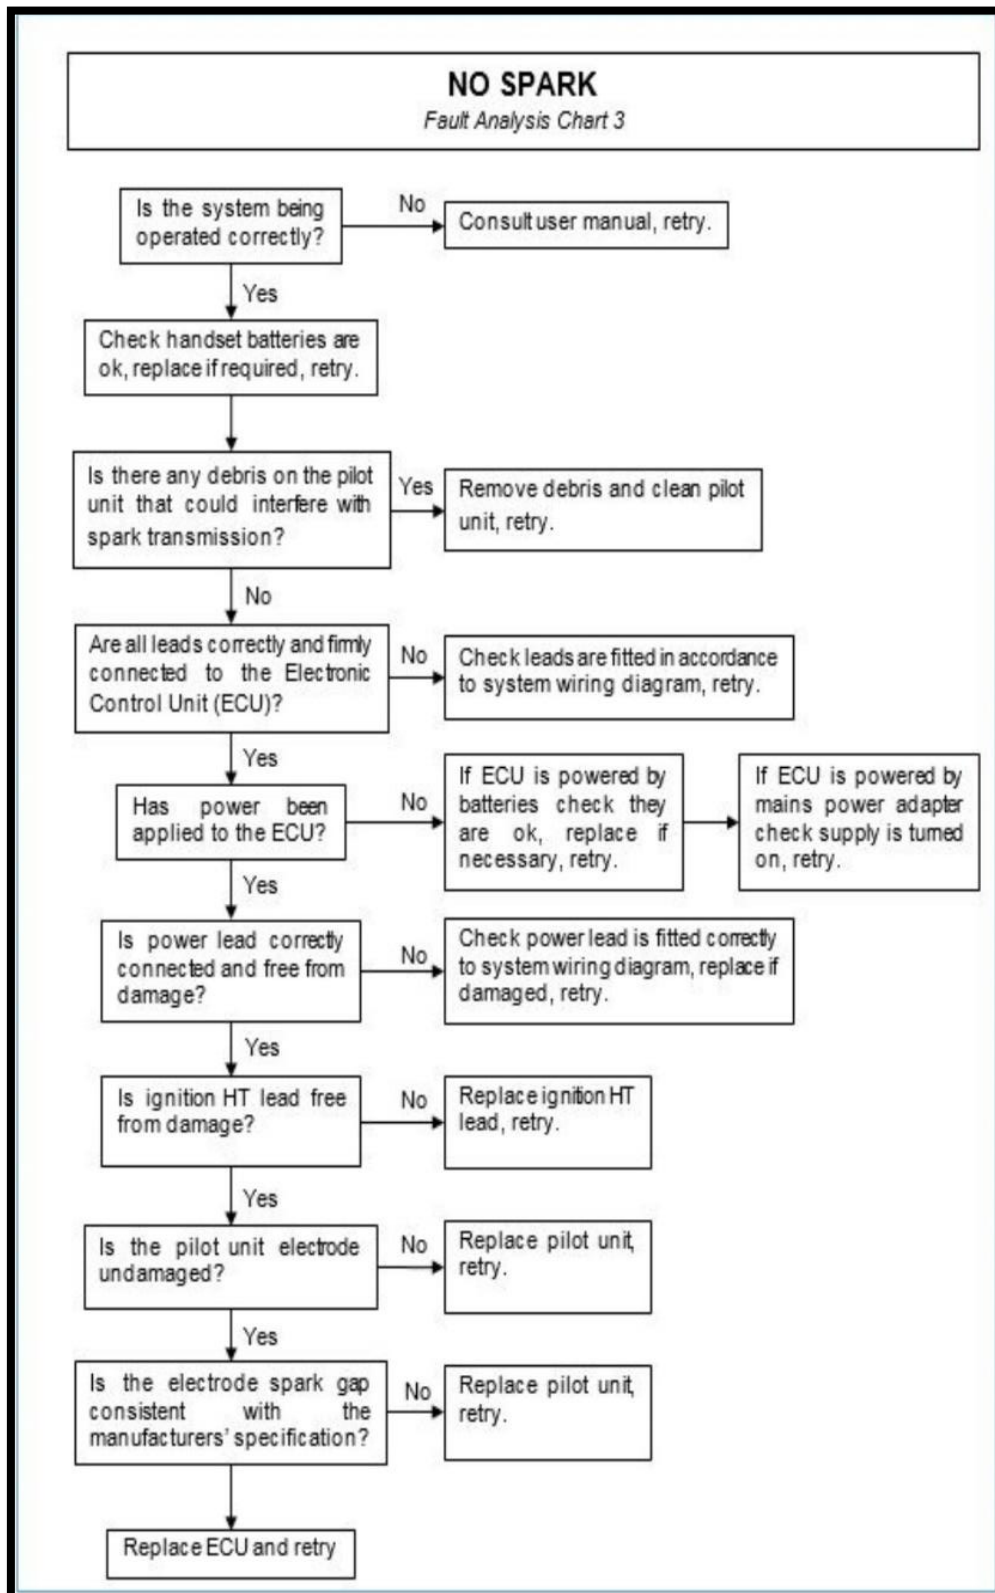 NO SPARK
Fault Analysis Chart 3
Is the system being
operated correctly?
No
Consult user manual, retry.
Yes
Check handset batteries are
ok, replace if required, retry.
Is there any debris on the pilot
unit that could interfere with
spark transmission?
Yes
Remove debris and clean pilot
unit, retry.
No
Are all leads correctly and firmly
connected to the Electronic
Control Unit (ECU)?
No
Check leads are fitted in accordance
to system wiring diagram, retry.
Yes
Has power been
applied to the ECU?
No
If ECU is powered by
batteries check they
are ok, replace if
necessary, retry.
If ECU is powered by
mains power adapter
check supply is turned
on, retry.
Yes
Is power lead correctly
connected and free from
damage?
No
Check power lead is fitted correctly
to system wiring diagram, replace if
damaged, retry.
Yes
Is ignition HT lead free
from damage?
No
Replace ignition HT
lead, retry.
Yes
Is the pilot unit electrode
undamaged?
No
Replace pilot unit,
retry.
Yes
Is the electrode spark gap
consistent with the
manufacturers' specification?
No
Replace pilot unit,
retry.
Replace ECU and retry